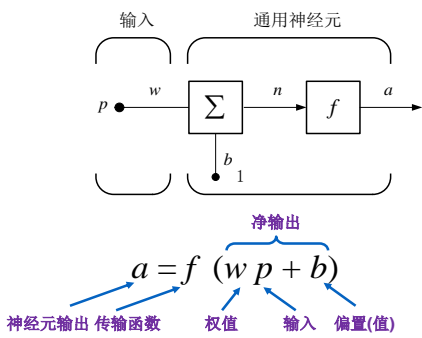 输入 通用神经元
p w Σ n f a
b
1
净输出
a = f (w p + b)
神经元输出 传输函数 权值 输入 偏置(值)